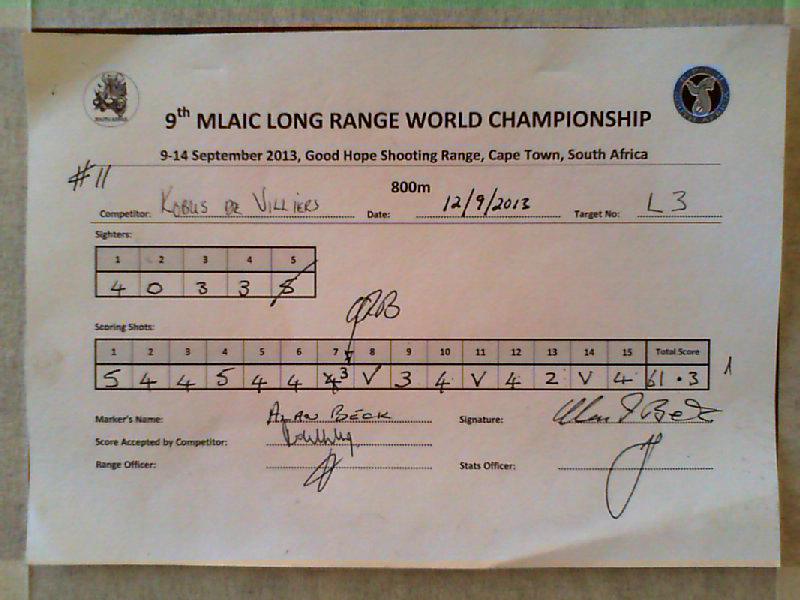 SOUTH AFRICA
9th MLAIC LONG RANGE WORLD CHAMPIONSHIP
9-14 September 2013, Good Hope Shooting Range, Cape Town, South Africa
#11
800m
Competitor: KOBUS DE VILLIERS Date: 12/9/2013 Target No: L3
Sighters:
1 2 3 4 5
4 0 3 3 5
Scoring Shots:
1 2 3 4 5 6 7 8 9 10 11 12 13 14 15 Total Score
5 4 4 5 4 4 4 3 V 3 4 V 4 2 V 4 61.3 1
Marker's Name: ALAN BECK Signature:
Score Accepted by Competitor:
Range Officer: Stats Officer: